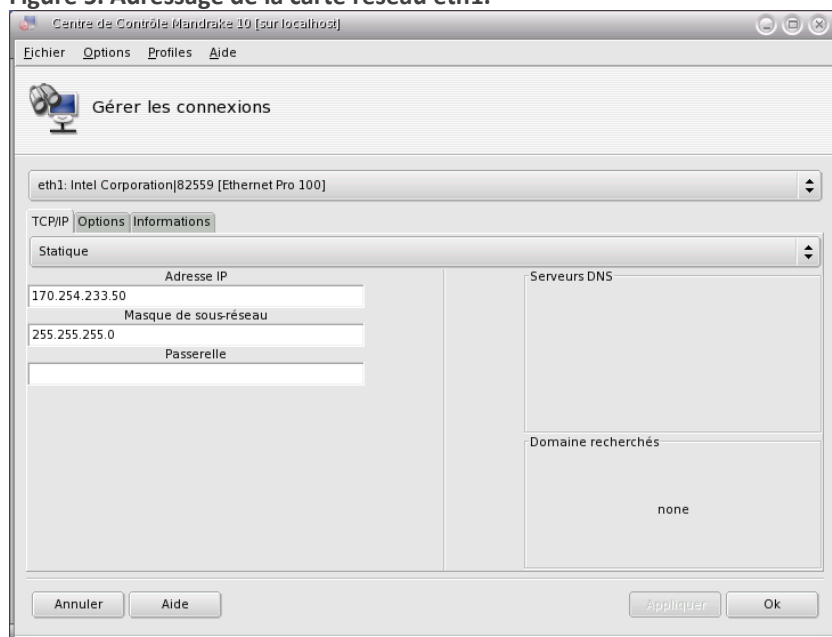 Figure 3. Adressage de la carte réseau eth1.
Centre de Contrôle Mandrake 10 [sur localhost]
Fichier Options Profiles Aide
Gérer les connexions
eth1: Intel Corporation|82559 [Ethernet Pro 100]
TCP/IP Options Informations
Statique
Adresse IP
170.254.233.50
Masque de sous-réseau
255.255.255.0
Passerelle
Serveurs DNS
Domaine recherchés
none
Annuler Aide Appliquer Ok